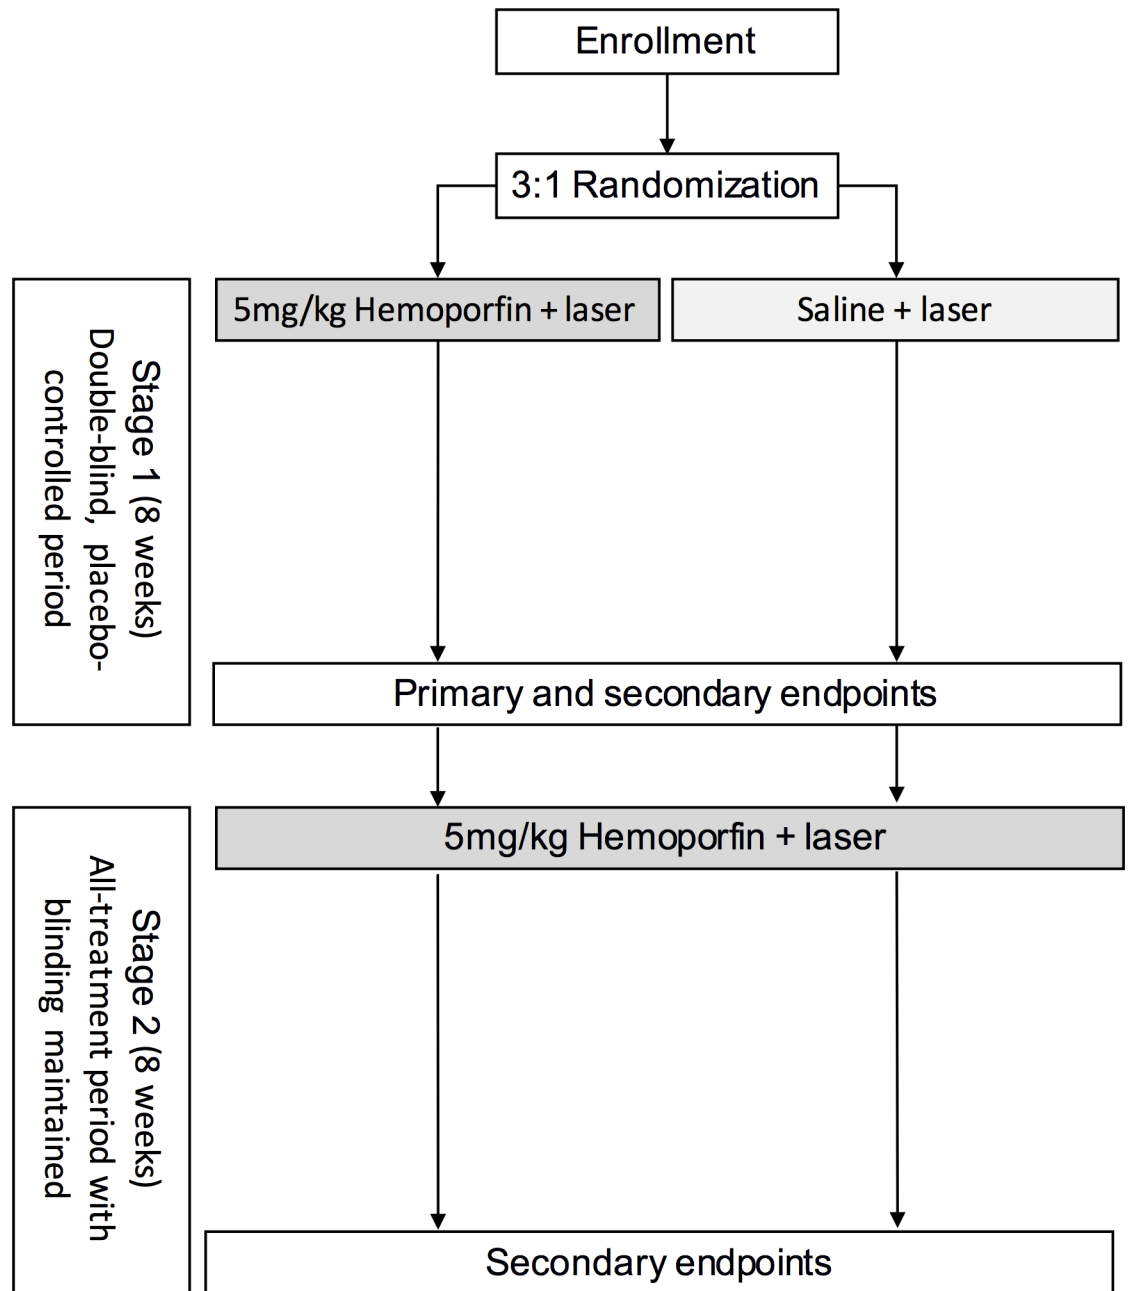 Enrollment
3:1 Randomization
5mg/kg Hemoporfin + laser
Saline + laser
Stage 1 (8 weeks)
Double-blind, placebo-
controlled period
Primary and secondary endpoints
5mg/kg Hemoporfin + laser
Stage 2 (8 weeks)
All-treatment period with
blinding maintained
Secondary endpoints